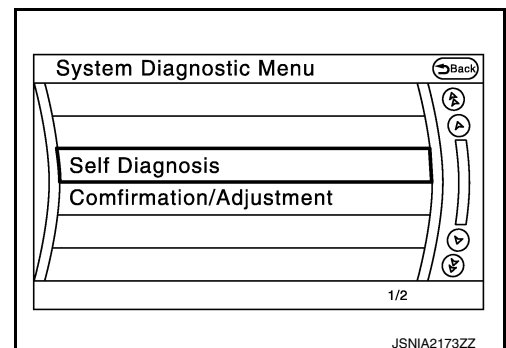 System Diagnostic Menu
Back
Self Diagnosis
Comfirmation/Adjustment
1/2
JSNIA2173ZZ